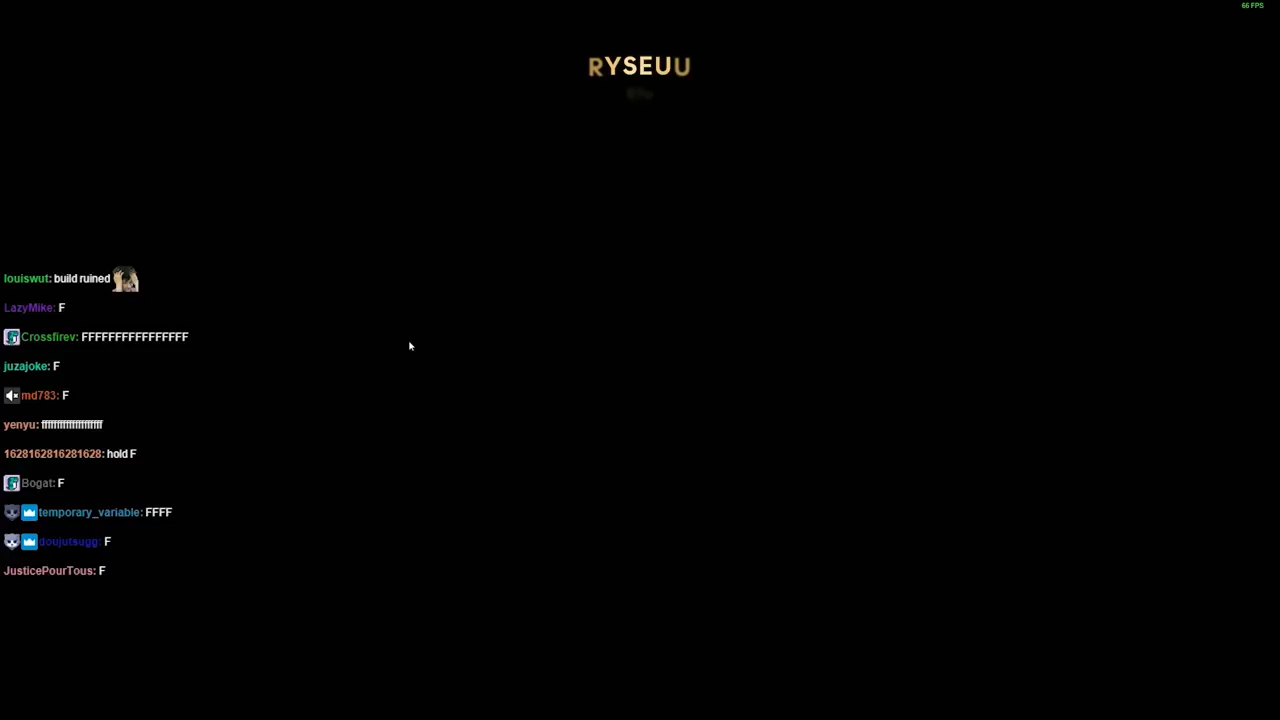 66 FPS
RYSEUU
louiswut: build ruined
LazyMike: F
Crossfirev: FFFFFFFFFFFFFFFF
juzajoke: F
md783: F
yenyu: ffffffffffffffffffff
1628162816281628: hold F
Bogat: F
temporary_variable: FFFF
doujutsugg: F
JusticePourTous: F